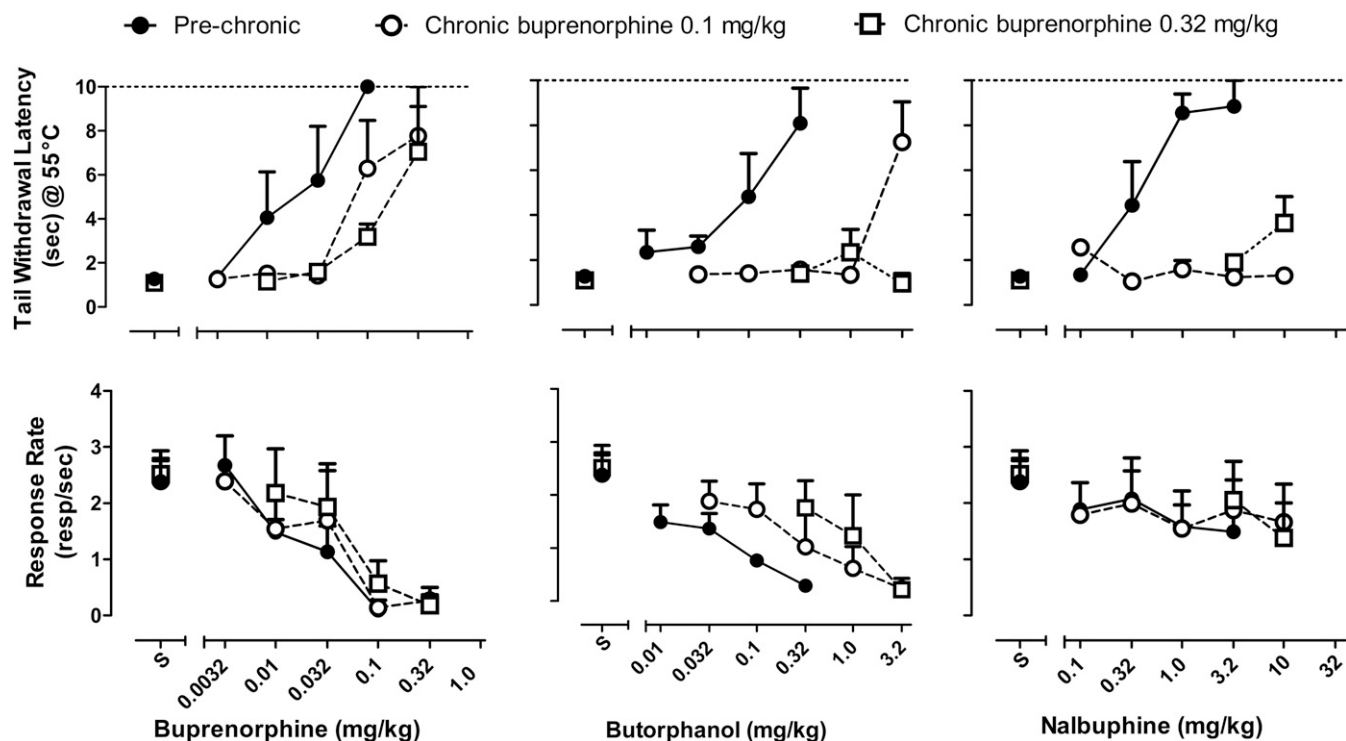 Pre-chronic
Chronic buprenorphine 0.1 mg/kg
Chronic buprenorphine 0.32 mg/kg
Tail Withdrawal Latency
(sec) @ 55°C
10
8
6
4
2
0
Response Rate
(resp/sec)
4
3
2
1
0
S
0.0032
0.01
0.032
0.1
0.32
1.0
Buprenorphine (mg/kg)
S
0.01
0.032
0.1
0.32
1.0
3.2
Butorphanol (mg/kg)
S
0.1
0.32
1.0
3.2
10
32
Nalbuphine (mg/kg)